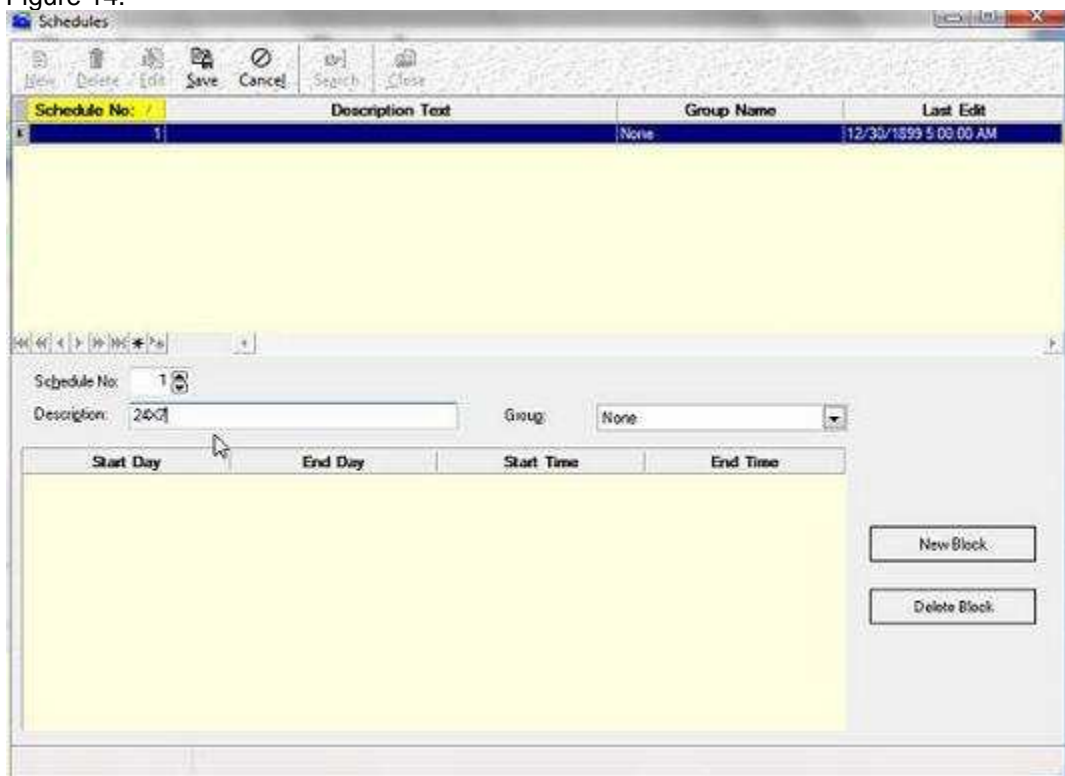 Figure 14.
Schedules
New Delete Edit Save Cancel Search Close
Schedule No: Description Text Group Name Last Edit
1 None 12/30/1899 5:00:00 AM
Schedule No: 1
Description: 24X7 Group: None
Start Day End Day Start Time End Time
New Block
Delete Block